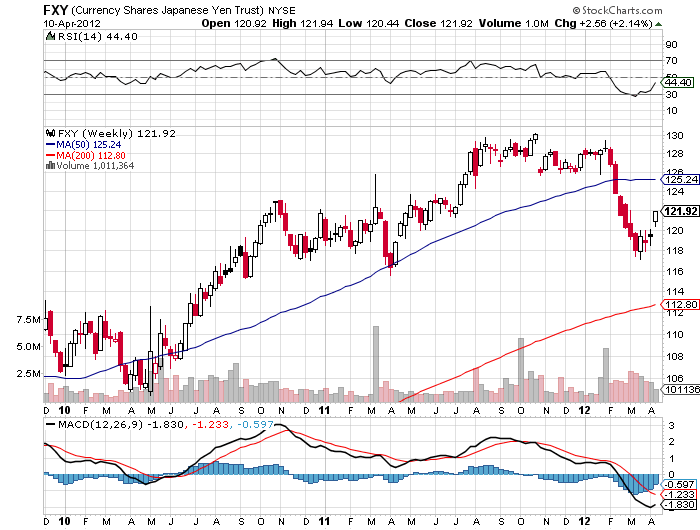 FXY (Currency Shares Japanese Yen Trust) NYSE
© StockCharts.com
10-Apr-2012 Open 120.92 High 121.94 Low 120.44 Close 121.92 Volume 1.0M Chg +2.56 (+2.14%)
RSI(14) 44.40
90
70
50
44.40
30
10
FXY (Weekly) 121.92
MA(50) 125.24
MA(200) 112.80
Volume 1,011,364
130
128
126
125.24
124
122
121.92
120
118
116
114
112.80
112
110
108
106
104
1011364
7.5M
5.0M
2.5M
D 10 F M A M J J A S O N D 11 F M A M J J A S O N D 12 F M A
MACD(12,26,9) -1.830, -1.233, -0.597
3
2
1
0
-0.597
-1.233
-1.830
D 10 F M A M J J A S O N D 11 F M A M J J A S O N D 12 F M A